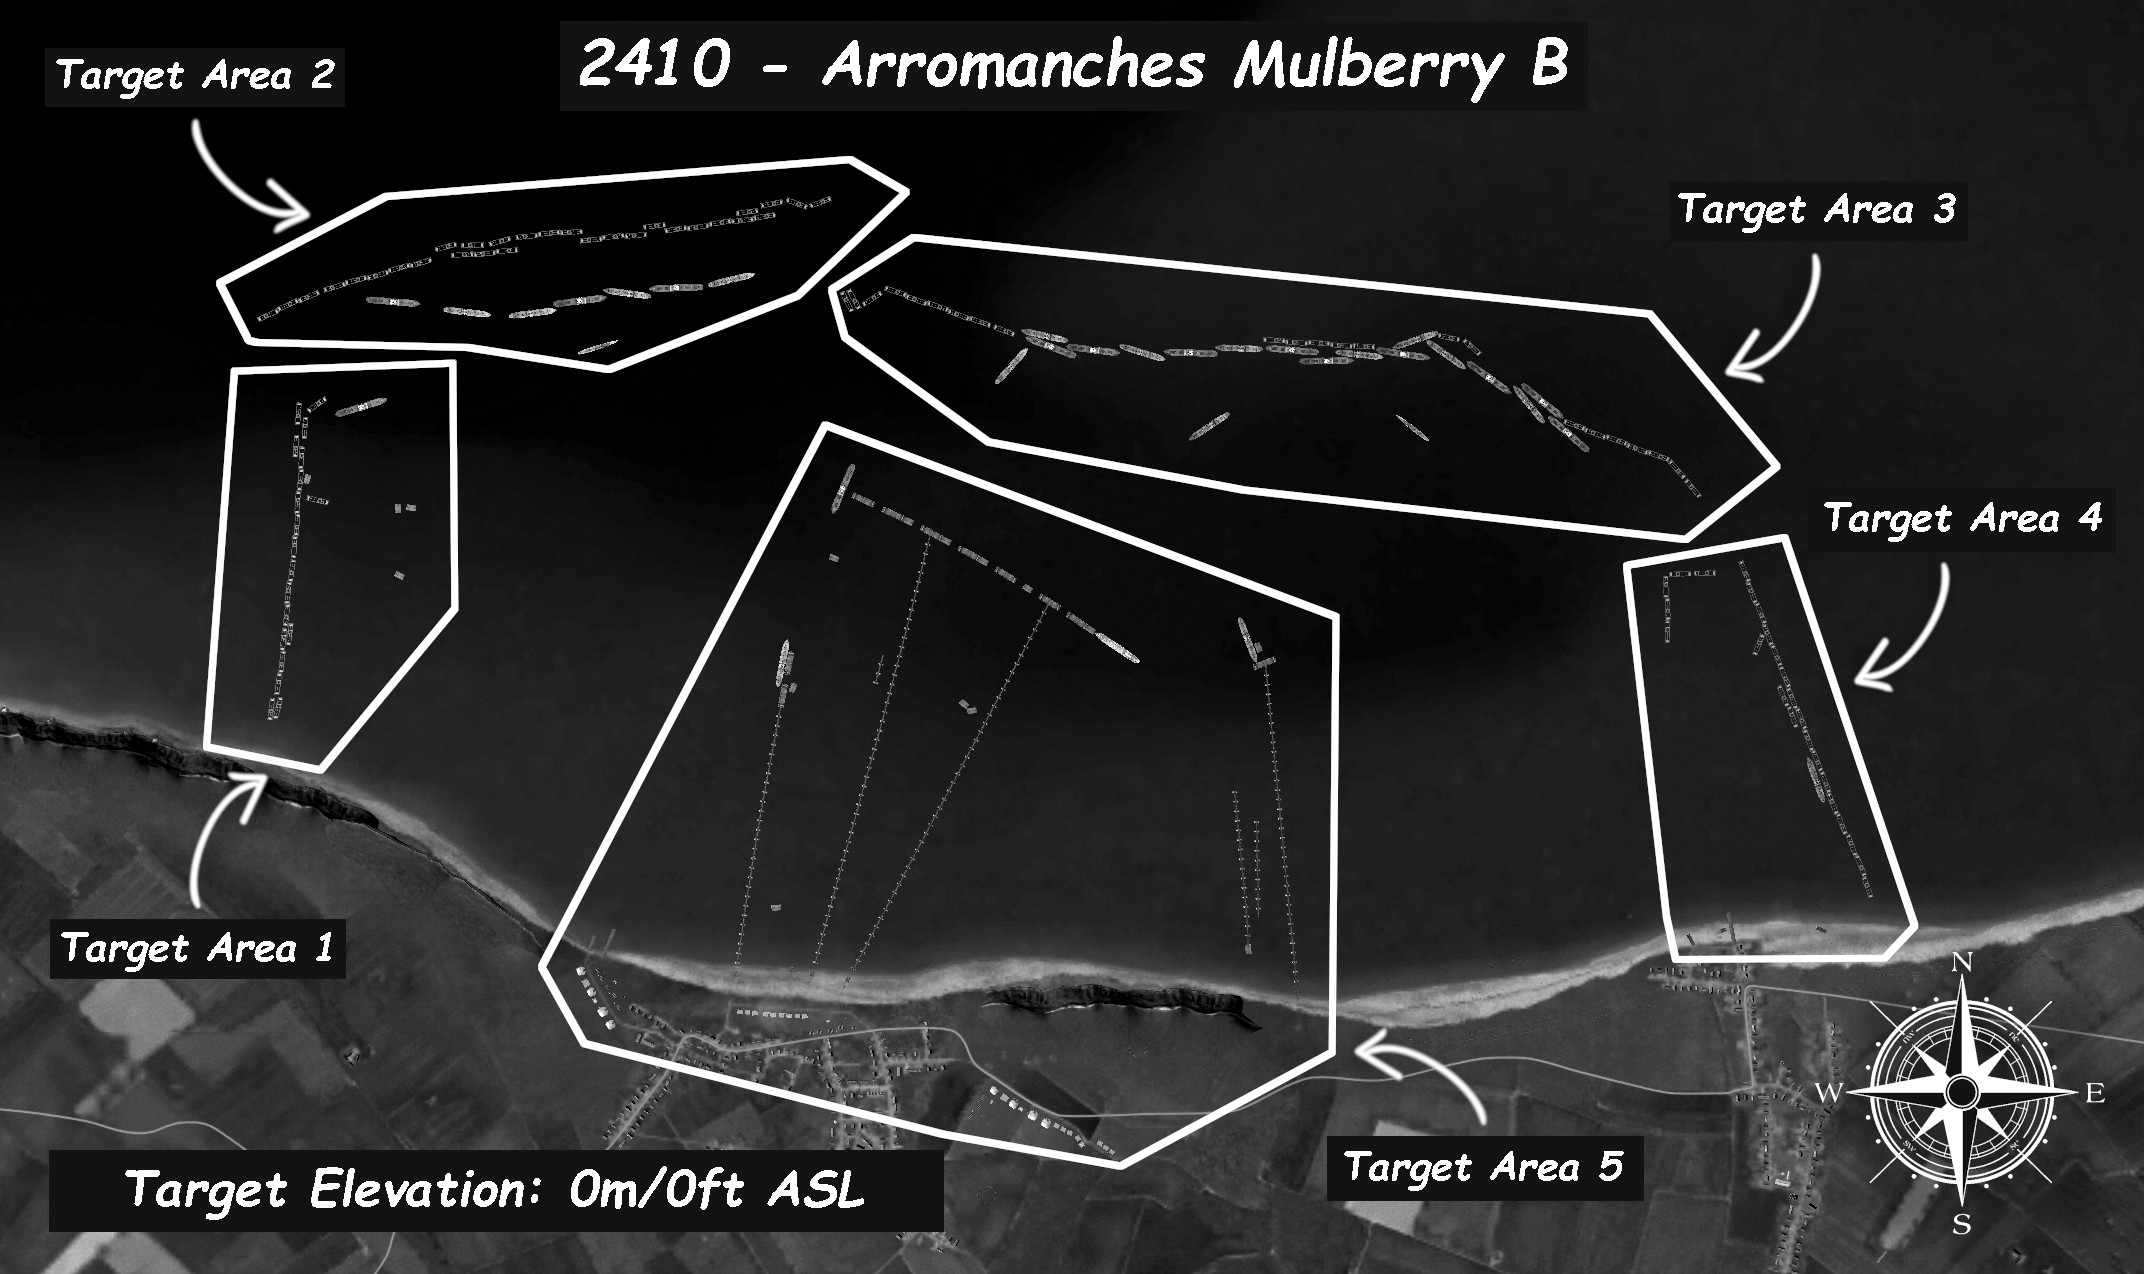 2410 - Arromanches Mulberry B
Target Area 2
Target Area 3
Target Area 4
Target Area 1
N
W
E
S
Target Area 5
Target Elevation: 0m/0ft ASL